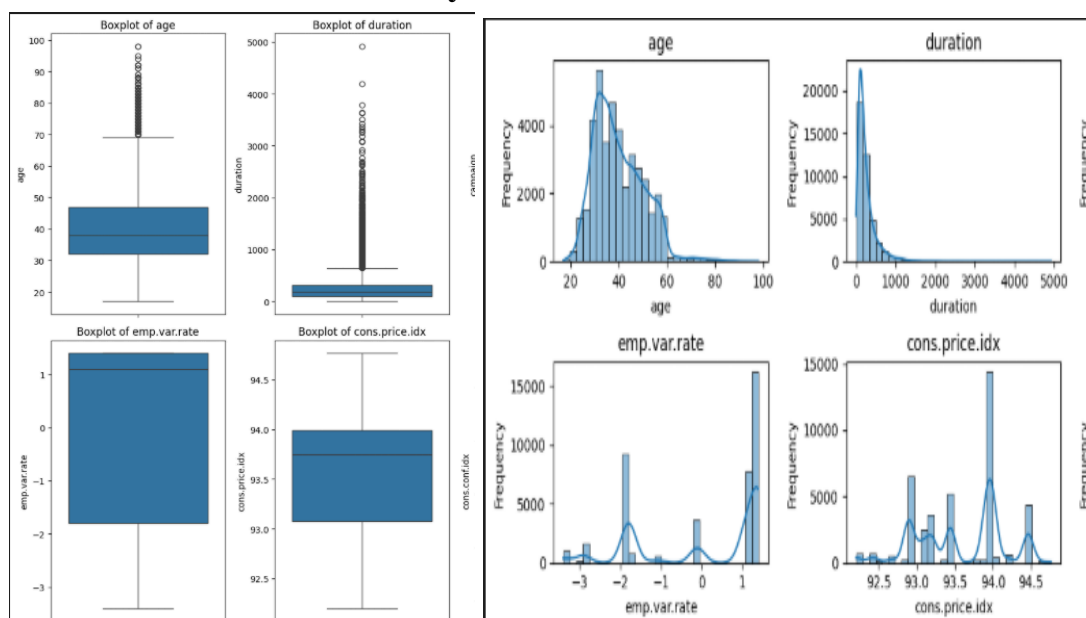 Boxplot of age
100
90
80
70
60
50
40
30
20
age
Boxplot of duration
5000
4000
3000
2000
1000
0
duration
campaign
Boxplot of emp.var.rate
1
0
−1
−2
−3
emp.var.rate
Boxplot of cons.price.idx
94.5
94.0
93.5
93.0
92.5
cons.price.idx
cons.conf.idx
age
Frequency
4000
2000
0
20 40 60 80 100
age
duration
Frequency
20000
15000
10000
5000
0
0 1000 2000 3000 4000 5000
duration
Frequency
emp.var.rate
Frequency
15000
10000
5000
0
−3 −2 −1 0 1
emp.var.rate
cons.price.idx
Frequency
15000
10000
5000
0
92.5 93.0 93.5 94.0 94.5
cons.price.idx
Frequency